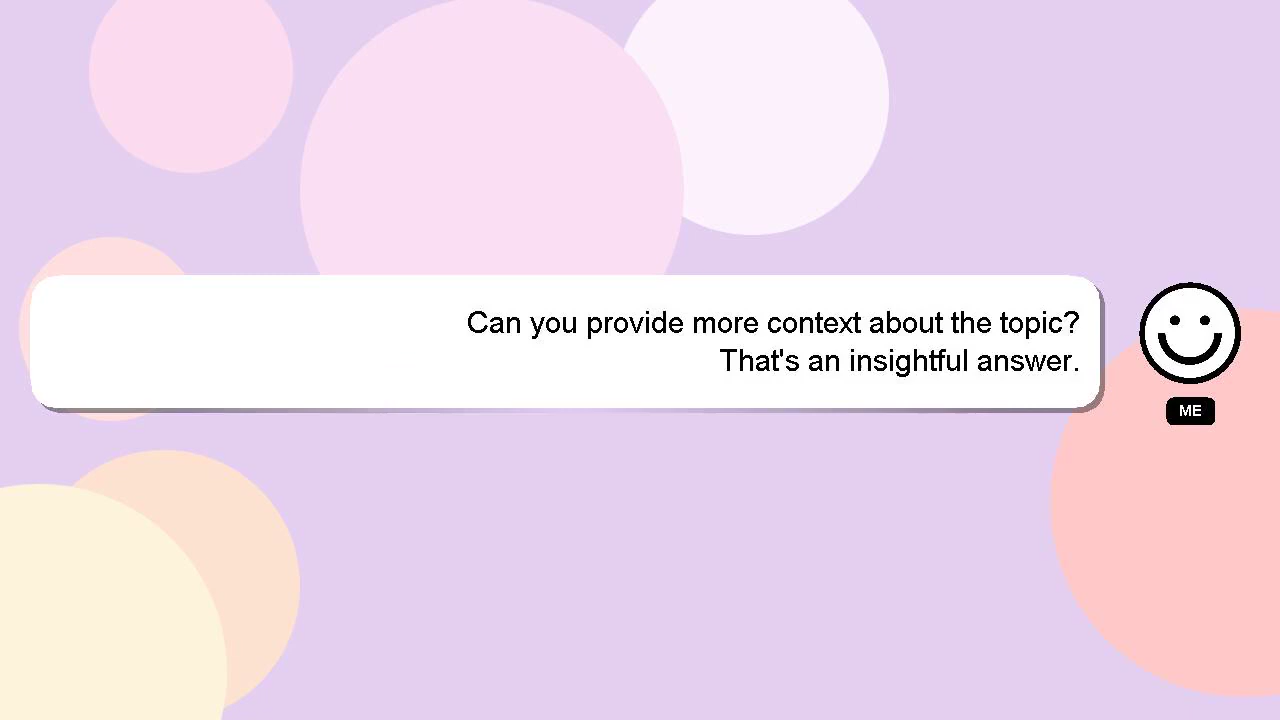 Can you provide more context about the topic?
That's an insightful answer.
ME